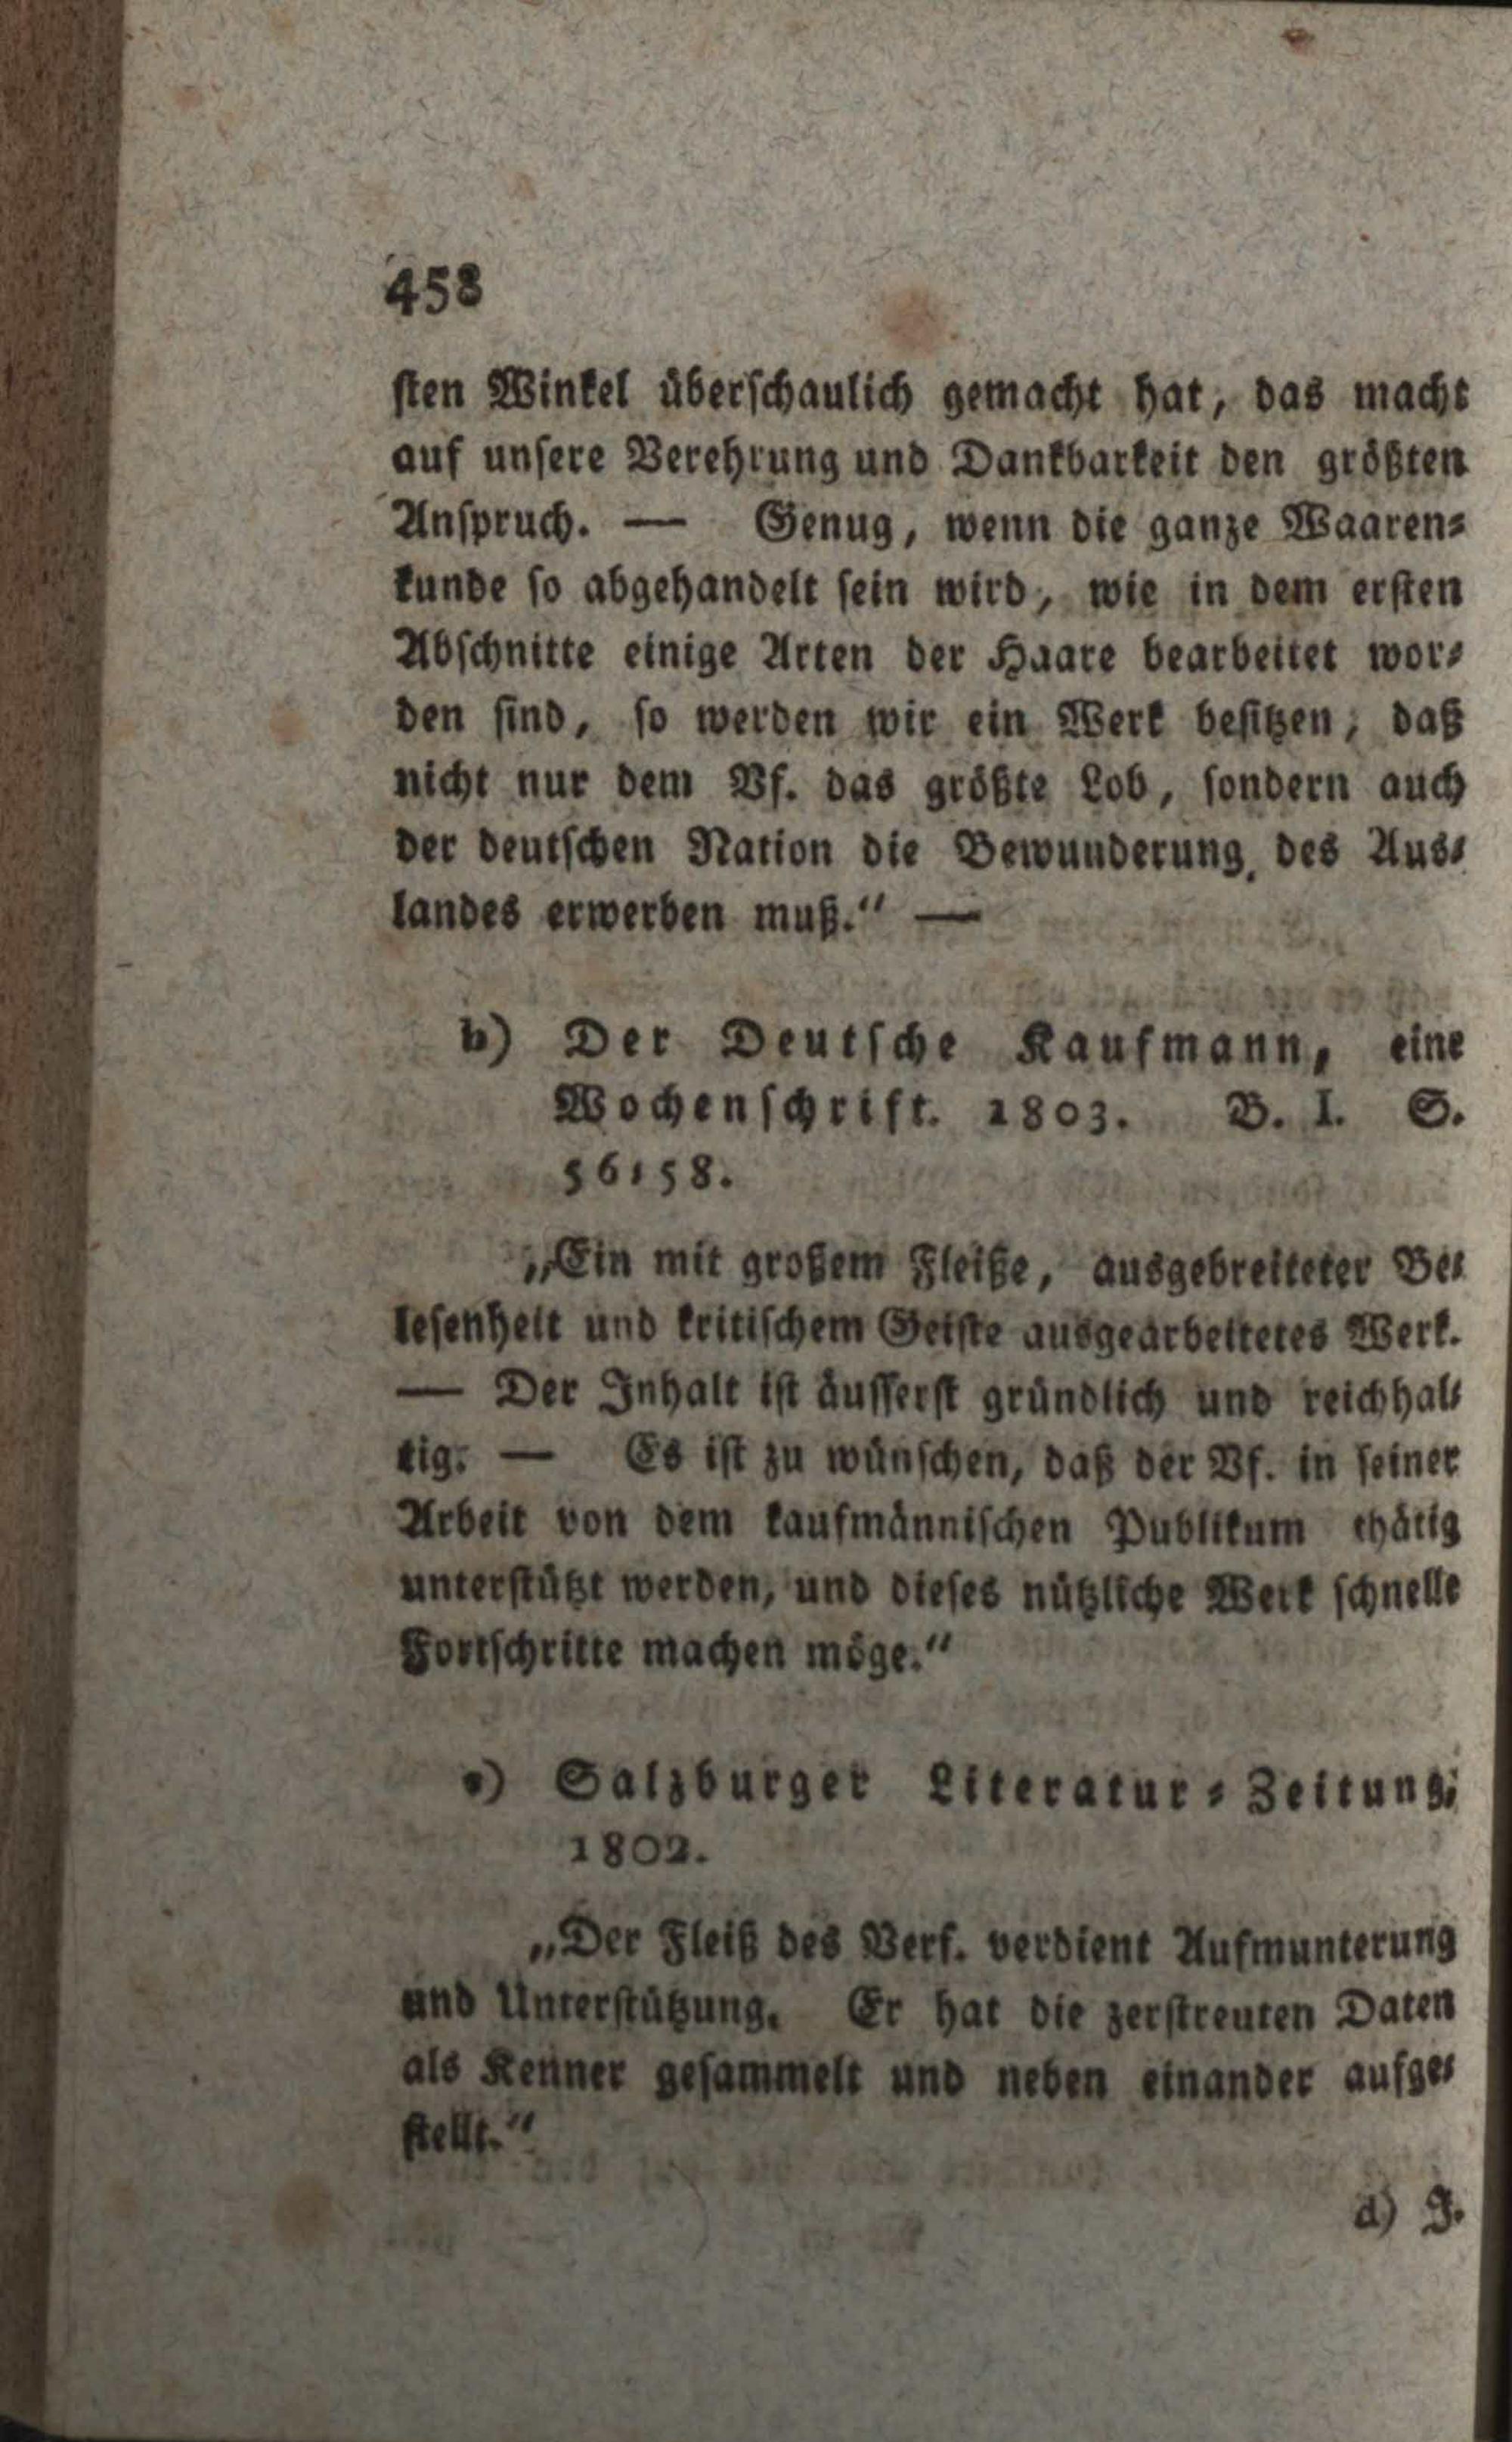 458
sten Winkel überschaulich gemacht hat, das macht
auf unsere Verehrung und Dankbarkeit den größten
Anspruch. — Genug, wenn die ganze Waaren-
kunde so abgehandelt sein wird, wie in dem ersten
Abschnitte einige Arten der Haare bearbeitet wor-
den sind, so werden wir ein Werk besitzen, daß
nicht nur dem Vf. das größte Lob, sondern auch
der deutschen Nation die Bewunderung des Aus-
landes erwerben muß.“ —
b) Der Deutsche Kaufmann, eine
Wochenschrift. 1803. B. I. S.
56-58.
„Ein mit großem Fleiße, ausgebreiteter Be-
lesenheit und kritischem Geiste ausgearbeitetes Werk.
— Der Inhalt ist äusserst gründlich und reichhal-
tig. — Es ist zu wünschen, daß der Vf. in seiner
Arbeit von dem kaufmännischen Publikum thätig
unterstützt werden, und dieses nützliche Werk schnelle
Fortschritte machen möge.“
c) Salzburger Literatur-Zeitung,
1802.
„Der Fleiß des Verf. verdient Aufmunterung
und Unterstützung. Er hat die zerstreuten Daten
als Kenner gesammelt und neben einander aufge-
stellt.“
d) J.